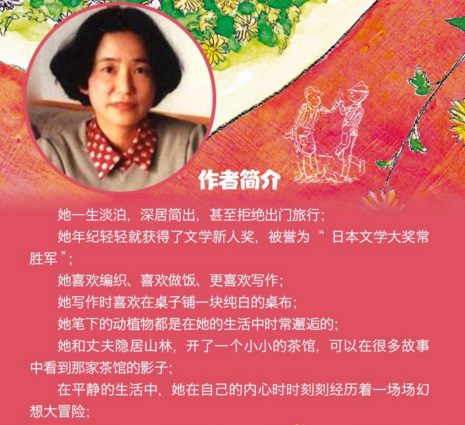 作者简介
她一生淡泊，深居简出，甚至拒绝出门旅行；
她年纪轻轻就获得了文学新人奖，被誉为“日本文学大奖常
胜军”；
她喜欢编织、喜欢做饭、更喜欢写作；
她写作时喜欢在桌子铺一块纯白的桌布；
她笔下的动植物都是在她的生活中时常邂逅的；
她和丈夫隐居山林，开了一个小小的茶馆，可以在很多故事
中看到那家茶馆的影子；
在平静的生活中，她在自己的内心时时刻刻经历着一场场幻
想大冒险；